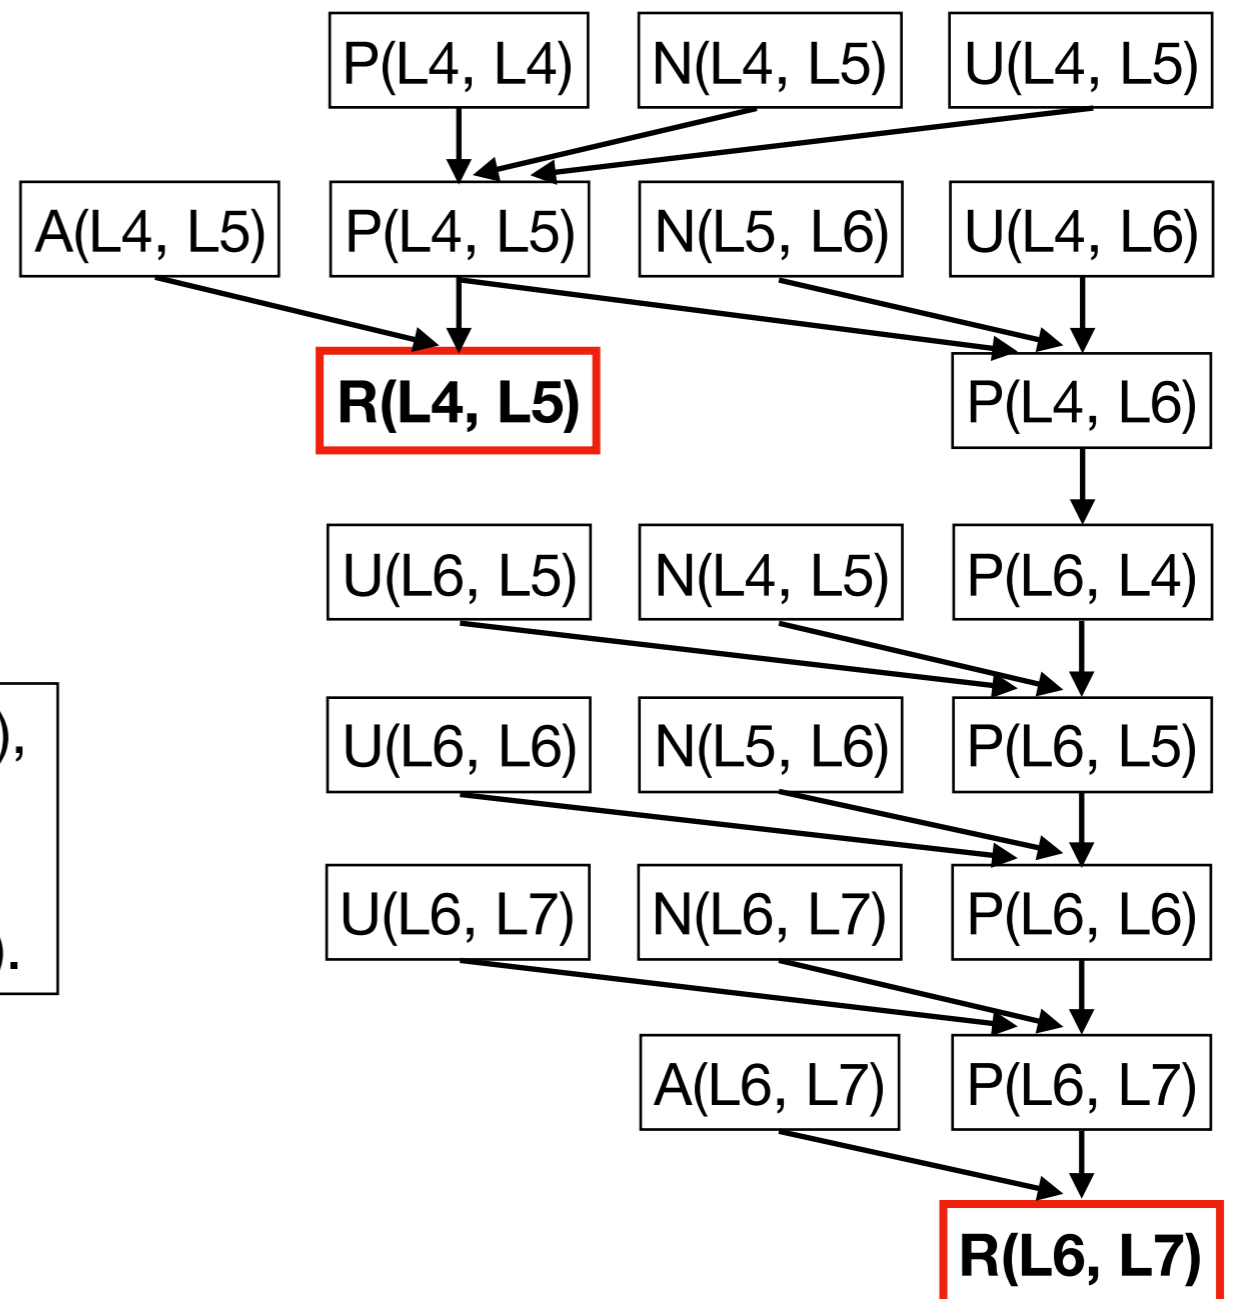 P(L4, L4) N(L4, L5) U(L4, L5)
A(L4, L5) P(L4, L5) N(L5, L6) U(L4, L6)
R(L4, L5) P(L4, L6)
U(L6, L5) N(L4, L5) P(L6, L4)
),
U(L6, L6) N(L5, L6) P(L6, L5)
U(L6, L7) N(L6, L7) P(L6, L6)
).
A(L6, L7) P(L6, L7)
R(L6, L7)